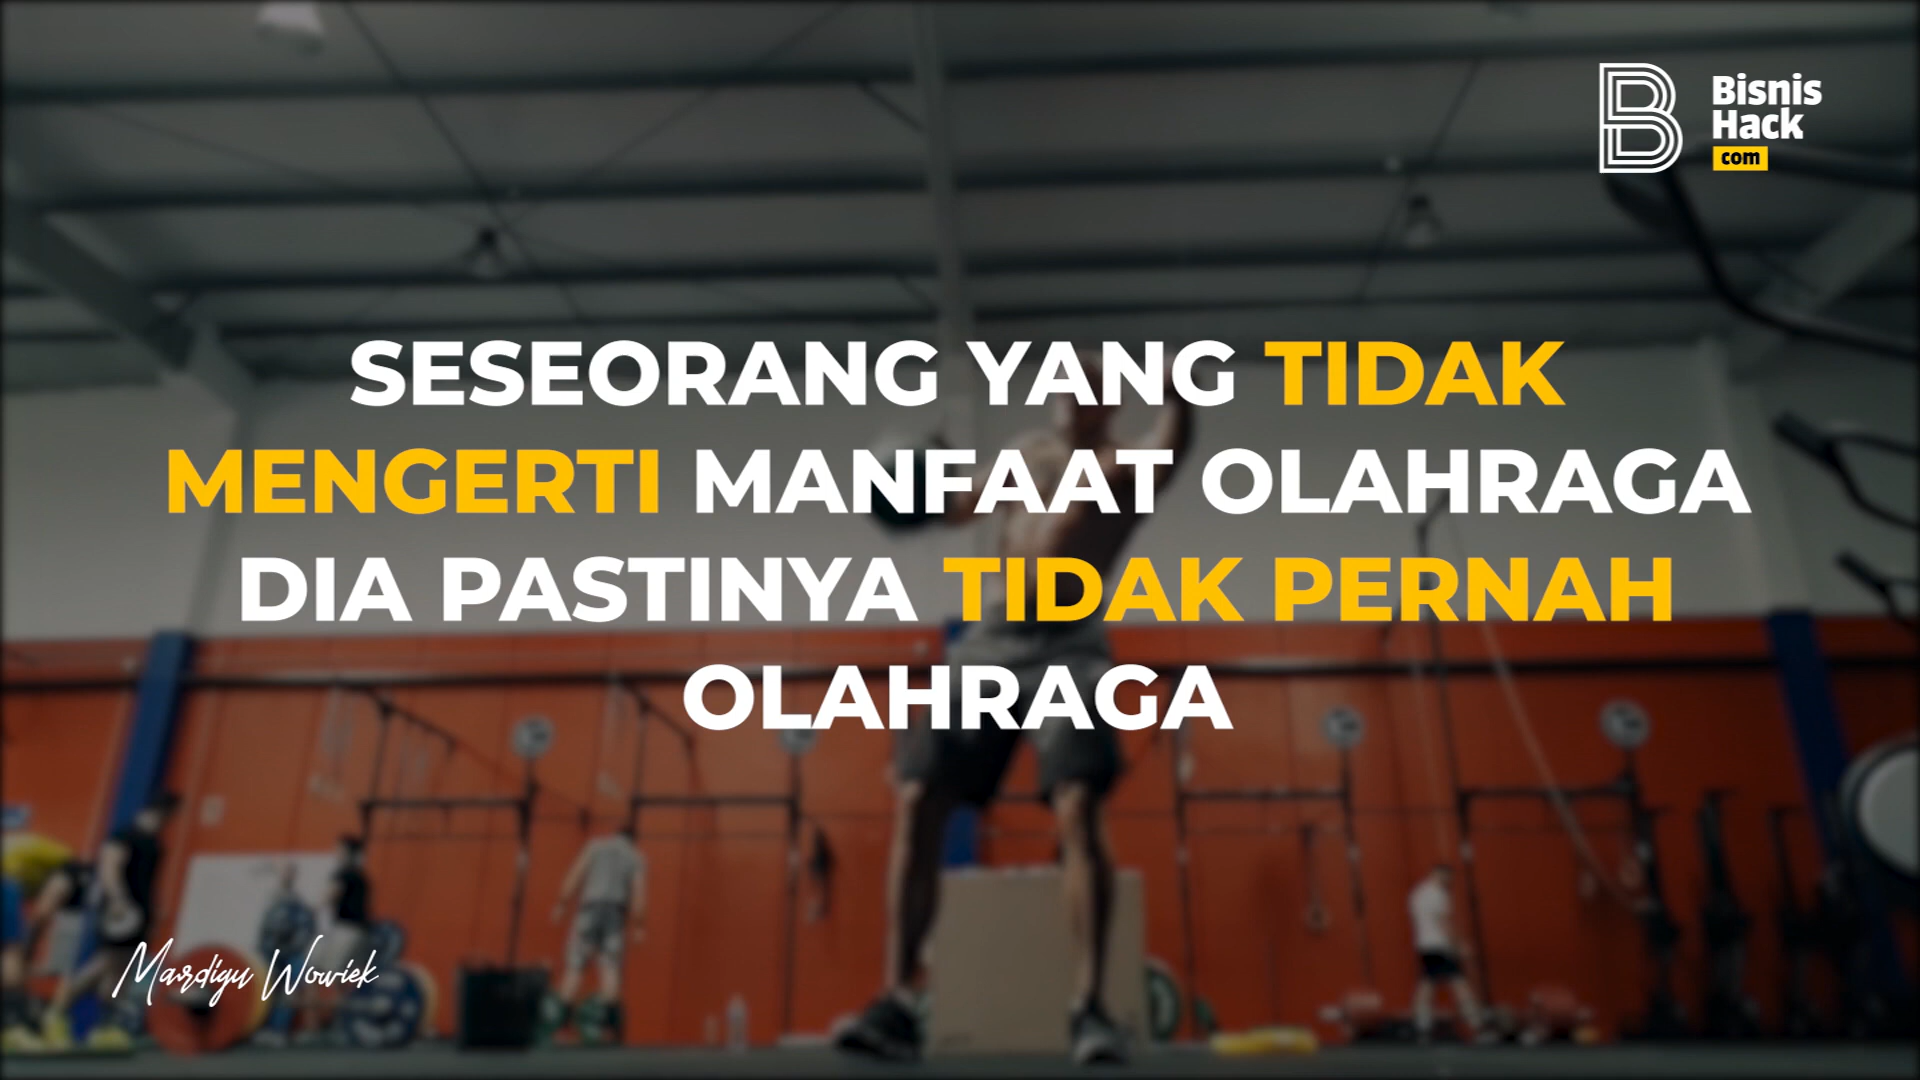 Bisnis
Hack
com
SESEORANG YANG TIDAK
MENGERTI MANFAAT OLAHRAGA
DIA PASTINYA TIDAK PERNAH
OLAHRAGA
Mardigu Wowiek